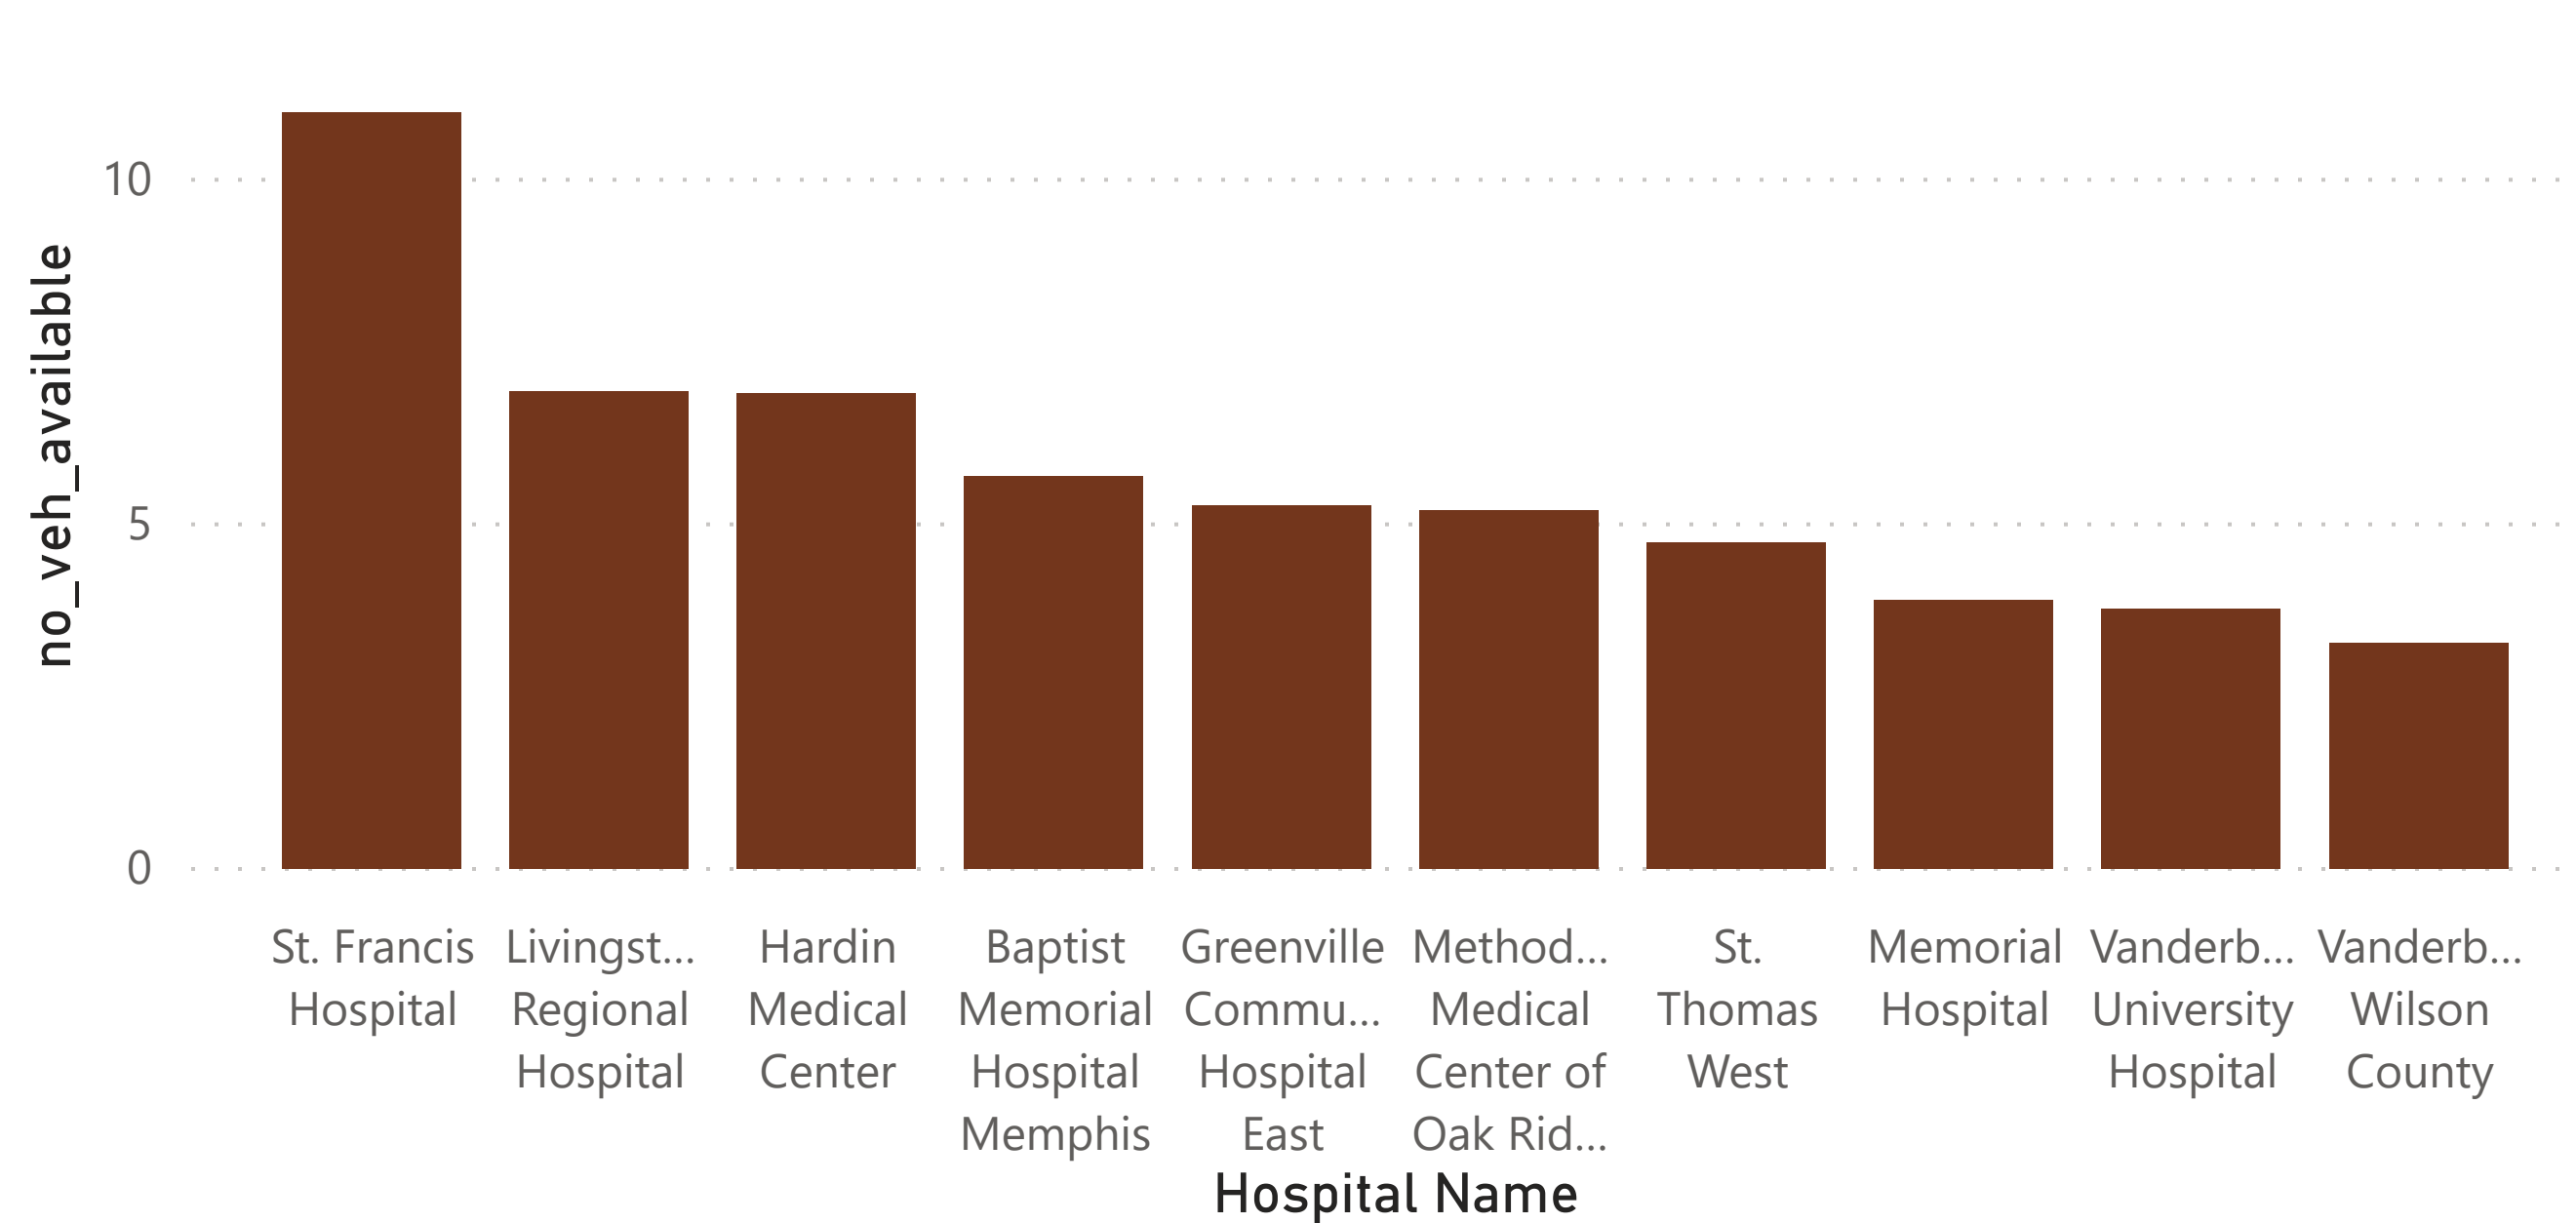 no_veh_available
10
5
0
St. Francis
Hospital
Livingst...
Regional
Hospital
Hardin
Medical
Center
Baptist
Memorial
Hospital
Memphis
Greenville
Commu...
Hospital
East
Method...
Medical
Center of
Oak Rid...
St.
Thomas
West
Memorial
Hospital
Vanderb...
University
Hospital
Vanderb...
Wilson
County
Hospital Name